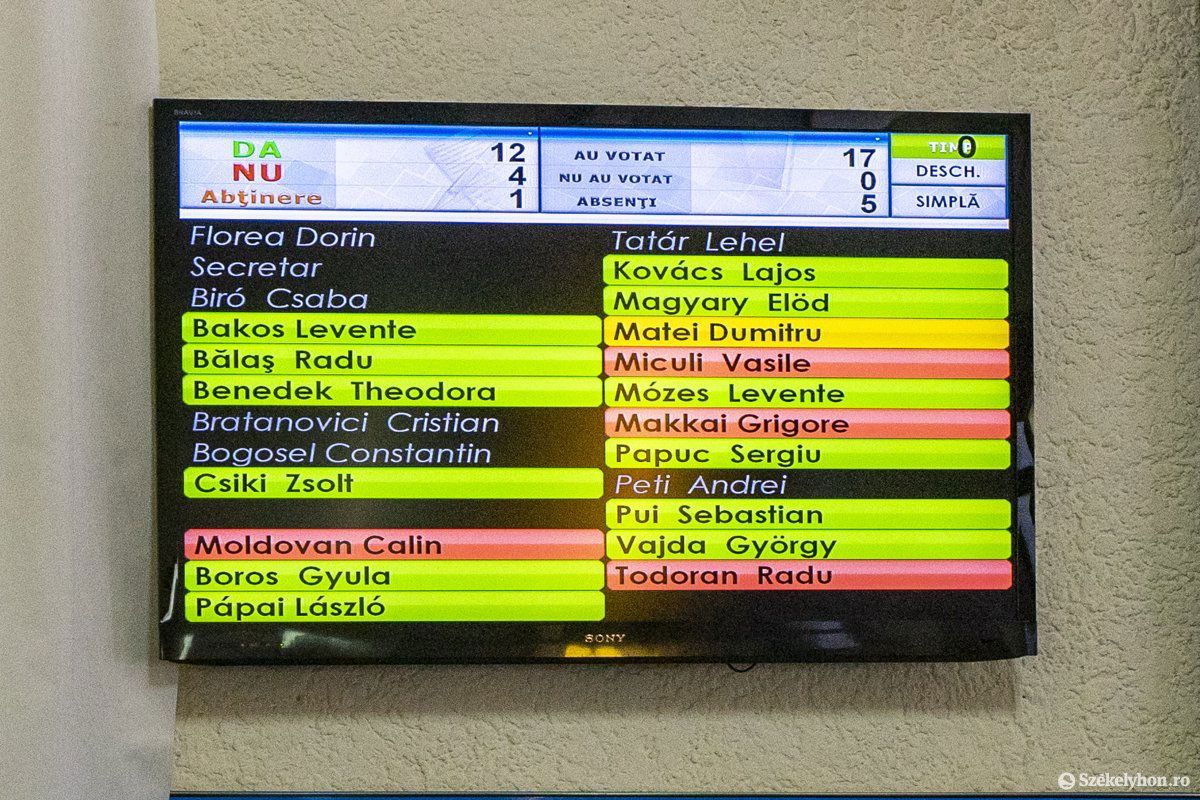 BRAVIA
DA 12
NU 4
Abţinere 1
AU VOTAT 17
NU AU VOTAT 0
ABSENŢI 5
0
DESCH.
SIMPLĂ
Florea Dorin
Secretar
Biró Csaba
Bakos Levente
Bălaş Radu
Benedek Theodora
Bratanovici Cristian
Bogosel Constantin
Csiki Zsolt
Moldovan Calin
Boros Gyula
Pápai László
Tatár Lehel
Kovács Lajos
Magyary Elöd
Matei Dumitru
Miculi Vasile
Mózes Levente
Makkai Grigore
Papuc Sergiu
Peti Andrei
Pui Sebastian
Vajda György
Todoran Radu
SONY
Székelyhon.ro